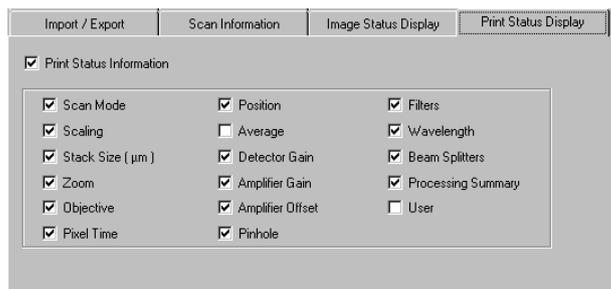 Import / Export Scan Information Image Status Display Print Status Display
Print Status Information
Scan Mode Position Filters
Scaling Average Wavelength
Stack Size ( µm ) Detector Gain Beam Splitters
Zoom Amplifier Gain Processing Summary
Objective Amplifier Offset User
Pixel Time Pinhole